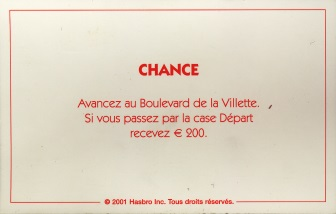 CHANCE
Avancez au Boulevard de la Villette.
Si vous passez par la case Départ
recevez € 200.
© 2001 Hasbro Inc. Tous droits réservés.